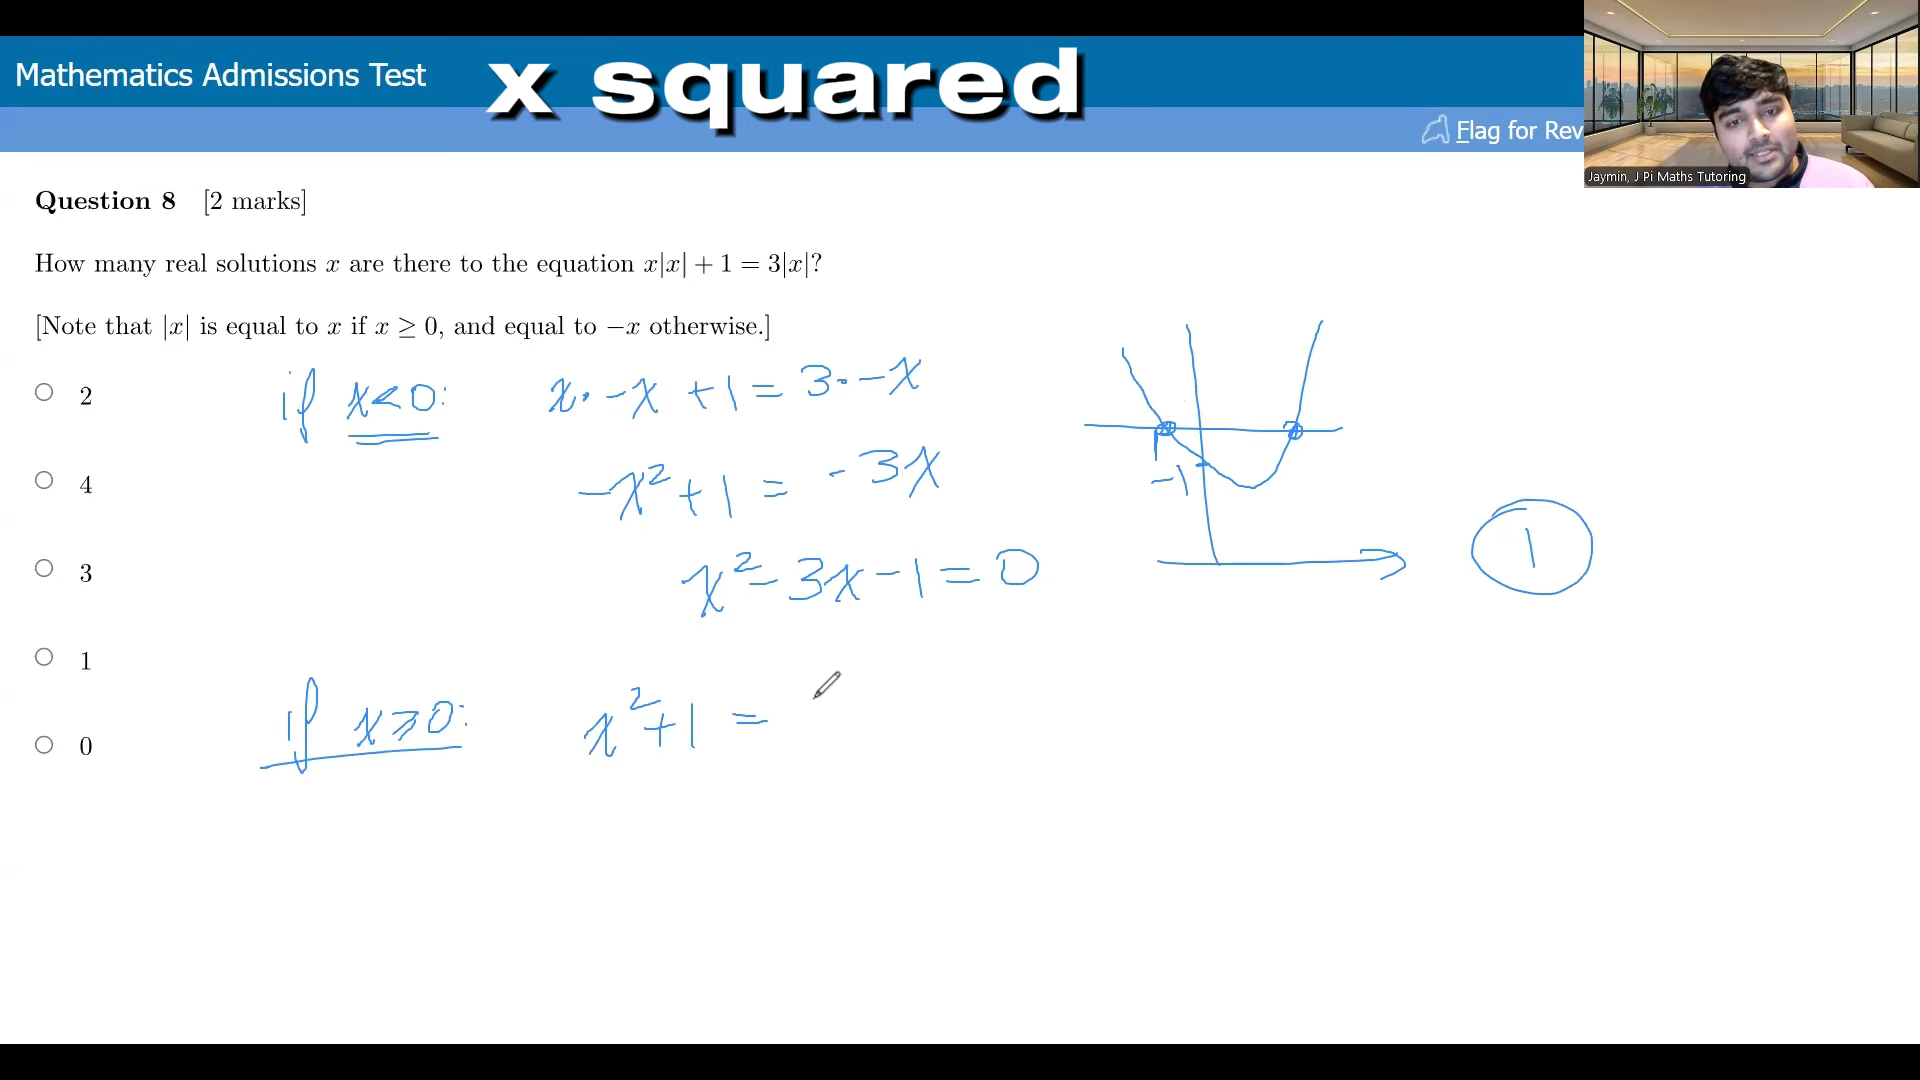 Mathematics Admissions Test
x squared
Flag for Rev
Jaymin, J Pi Maths Tutoring
Question 8 [2 marks]
How many real solutions x are there to the equation x|x| + 1 = 3|x|?
[Note that |x| is equal to x if x ≥ 0, and equal to −x otherwise.]
2
4
3
1
0
if x<0: x· -x +1 = 3· -x
-x² + 1 = -3x
x² - 3x - 1 = 0
-1
1
if x⩾0: x² + 1 =